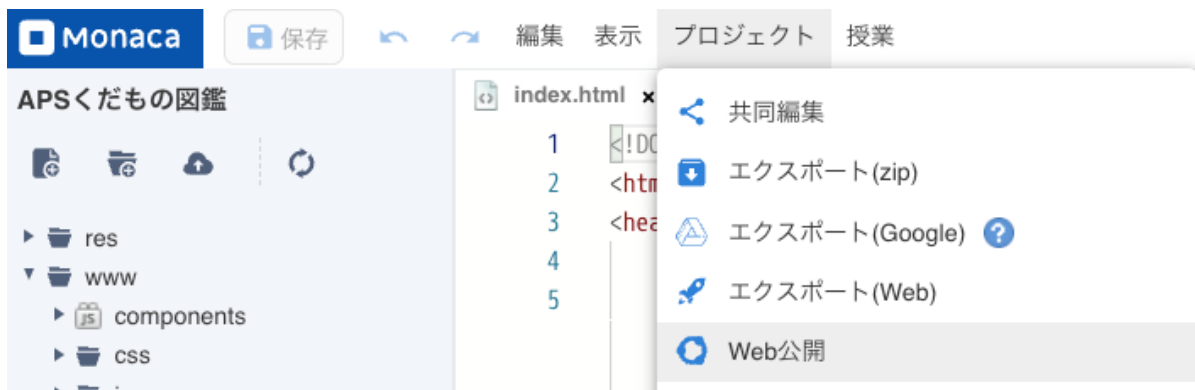 Monaca 保存 編集 表示 プロジェクト 授業
APSくだもの図鑑
index.html ×
共同編集
エクスポート(zip)
エクスポート(Google) ?
エクスポート(Web)
Web公開
1 <!DO
2 <htm
3 <hea
4
5
res
www
JS components
css